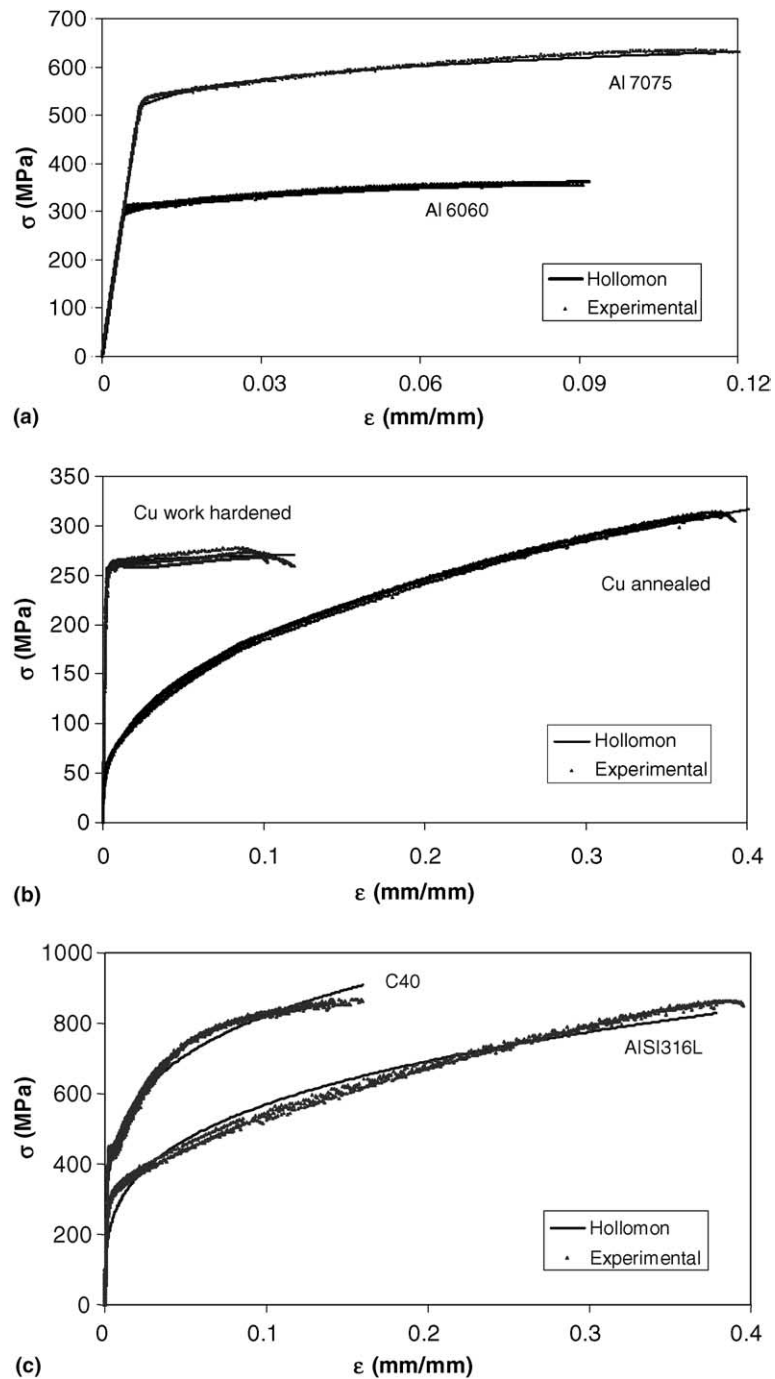 700
600
500
400
300
200
100
0
σ (MPa)
Al 7075
Al 6060
Hollomon
Experimental
0 0.03 0.06 0.09 0.12
ε (mm/mm)
(a)
350
300
250
200
150
100
50
0
σ (MPa)
Cu work hardened
Cu annealed
Hollomon
Experimental
0 0.1 0.2 0.3 0.4
ε (mm/mm)
(b)
1000
800
600
400
200
0
σ (MPa)
C40
AISI316L
Hollomon
Experimental
0 0.1 0.2 0.3 0.4
ε (mm/mm)
(c)